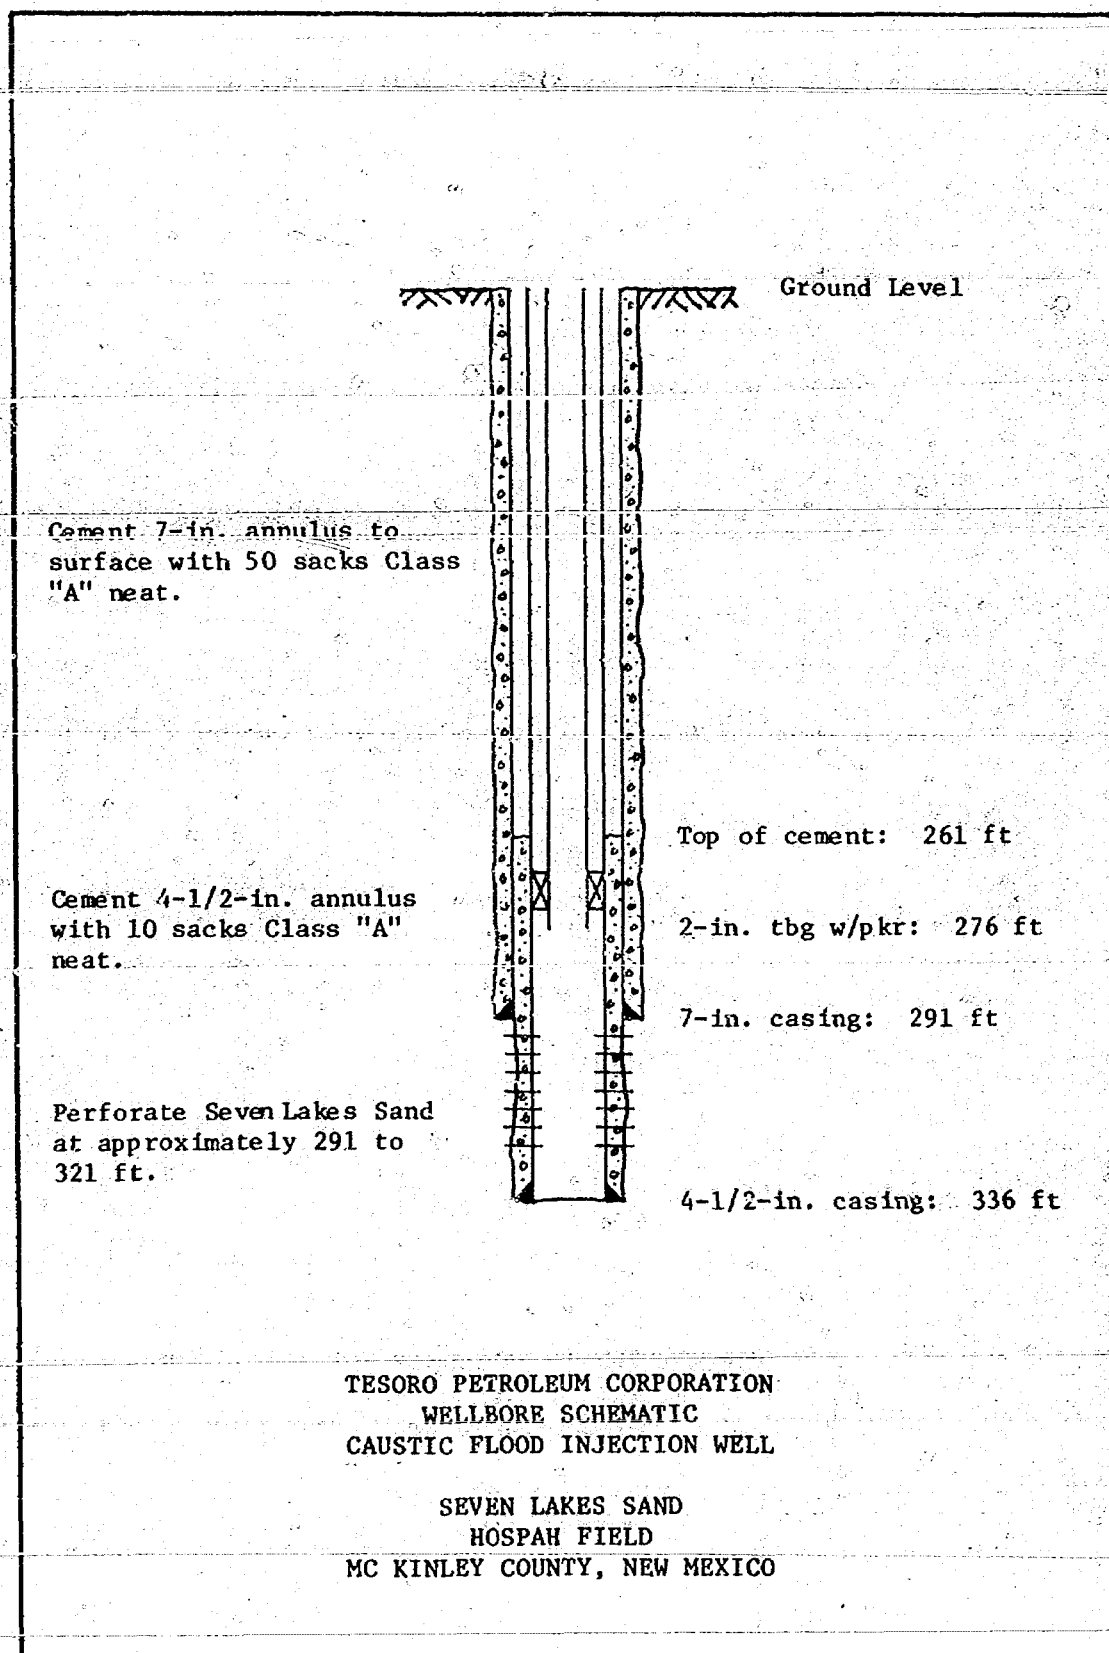 Ground Level
Cement 7-in. annulus to
surface with 50 sacks Class
"A" neat.
Top of cement: 261 ft
Cement 4-1/2-in. annulus
with 10 sacks Class "A"
neat.
2-in. tbg w/pkr: 276 ft
7-in. casing: 291 ft
Perforate Seven Lakes Sand
at approximately 291 to
321 ft.
4-1/2-in. casing: 336 ft
TESORO PETROLEUM CORPORATION
WELLBORE SCHEMATIC
CAUSTIC FLOOD INJECTION WELL
SEVEN LAKES SAND
HOSPAH FIELD
MC KINLEY COUNTY, NEW MEXICO